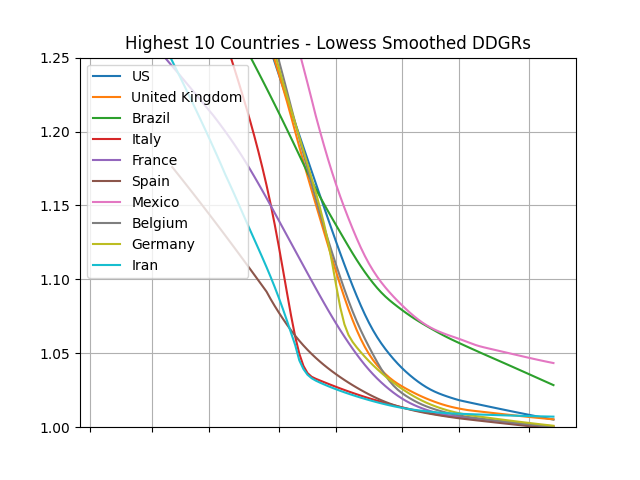 Highest 10 Countries - Lowess Smoothed DDGRs
1.25
1.20
1.15
1.10
1.05
1.00
US
United Kingdom
Brazil
Italy
France
Spain
Mexico
Belgium
Germany
Iran